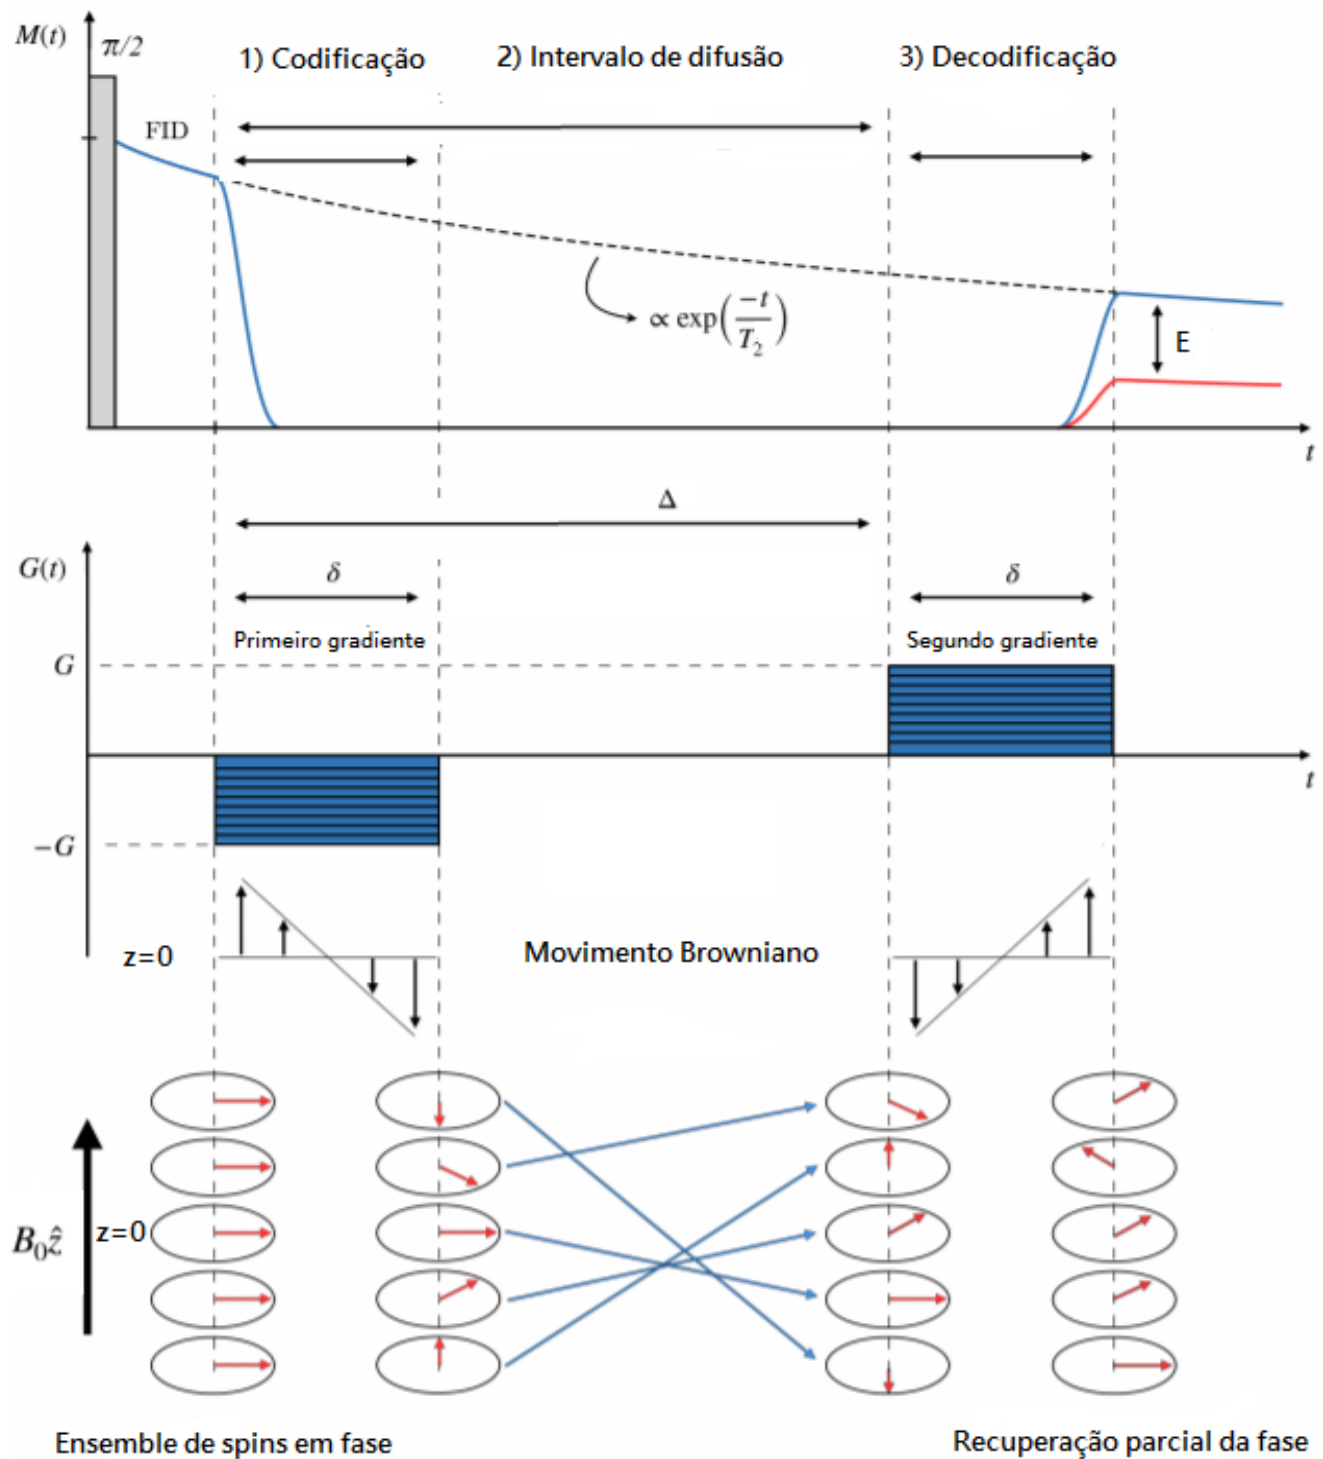 M(t)
π/2
1) Codificação
2) Intervalo de difusão
3) Decodificação
FID
∝ exp(−t/T₂)
E
t
Δ
G(t)
δ
δ
Primeiro gradiente
Segundo gradiente
G
t
−G
z=0
Movimento Browniano
B₀ẑ
z=0
Ensemble de spins em fase
Recuperação parcial da fase